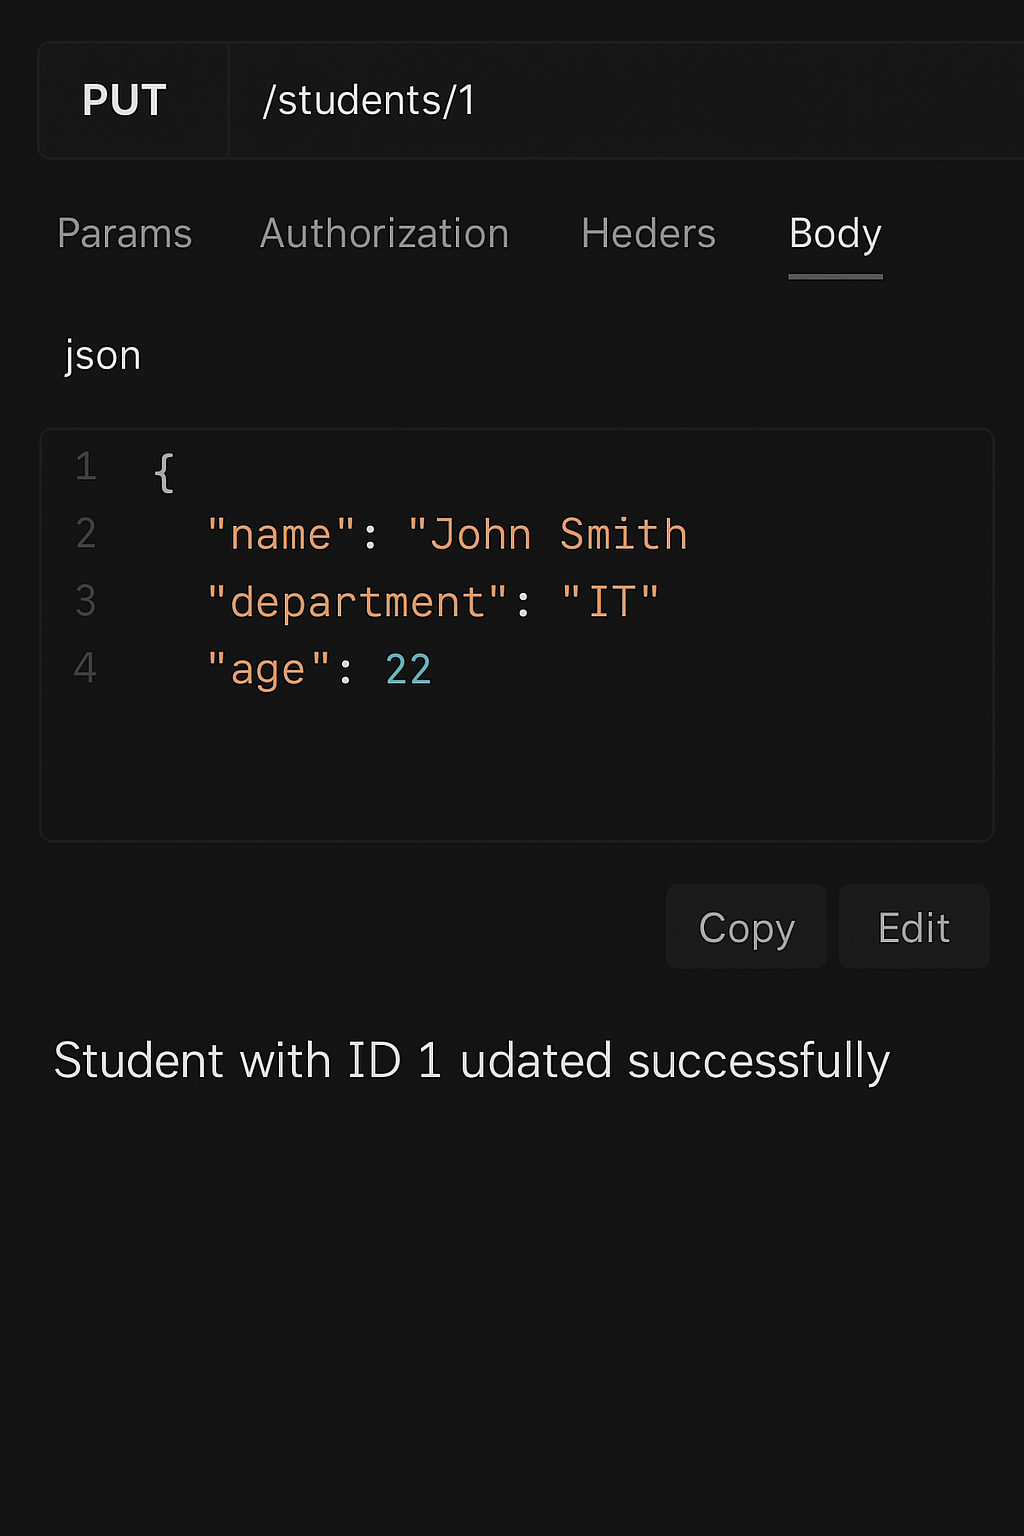 PUT /students/1
Params Authorization Heders Body
json
1 {
2 "name": "John Smith
3 "department": "IT"
4 "age": 22
Copy Edit
Student with ID 1 udated successfully